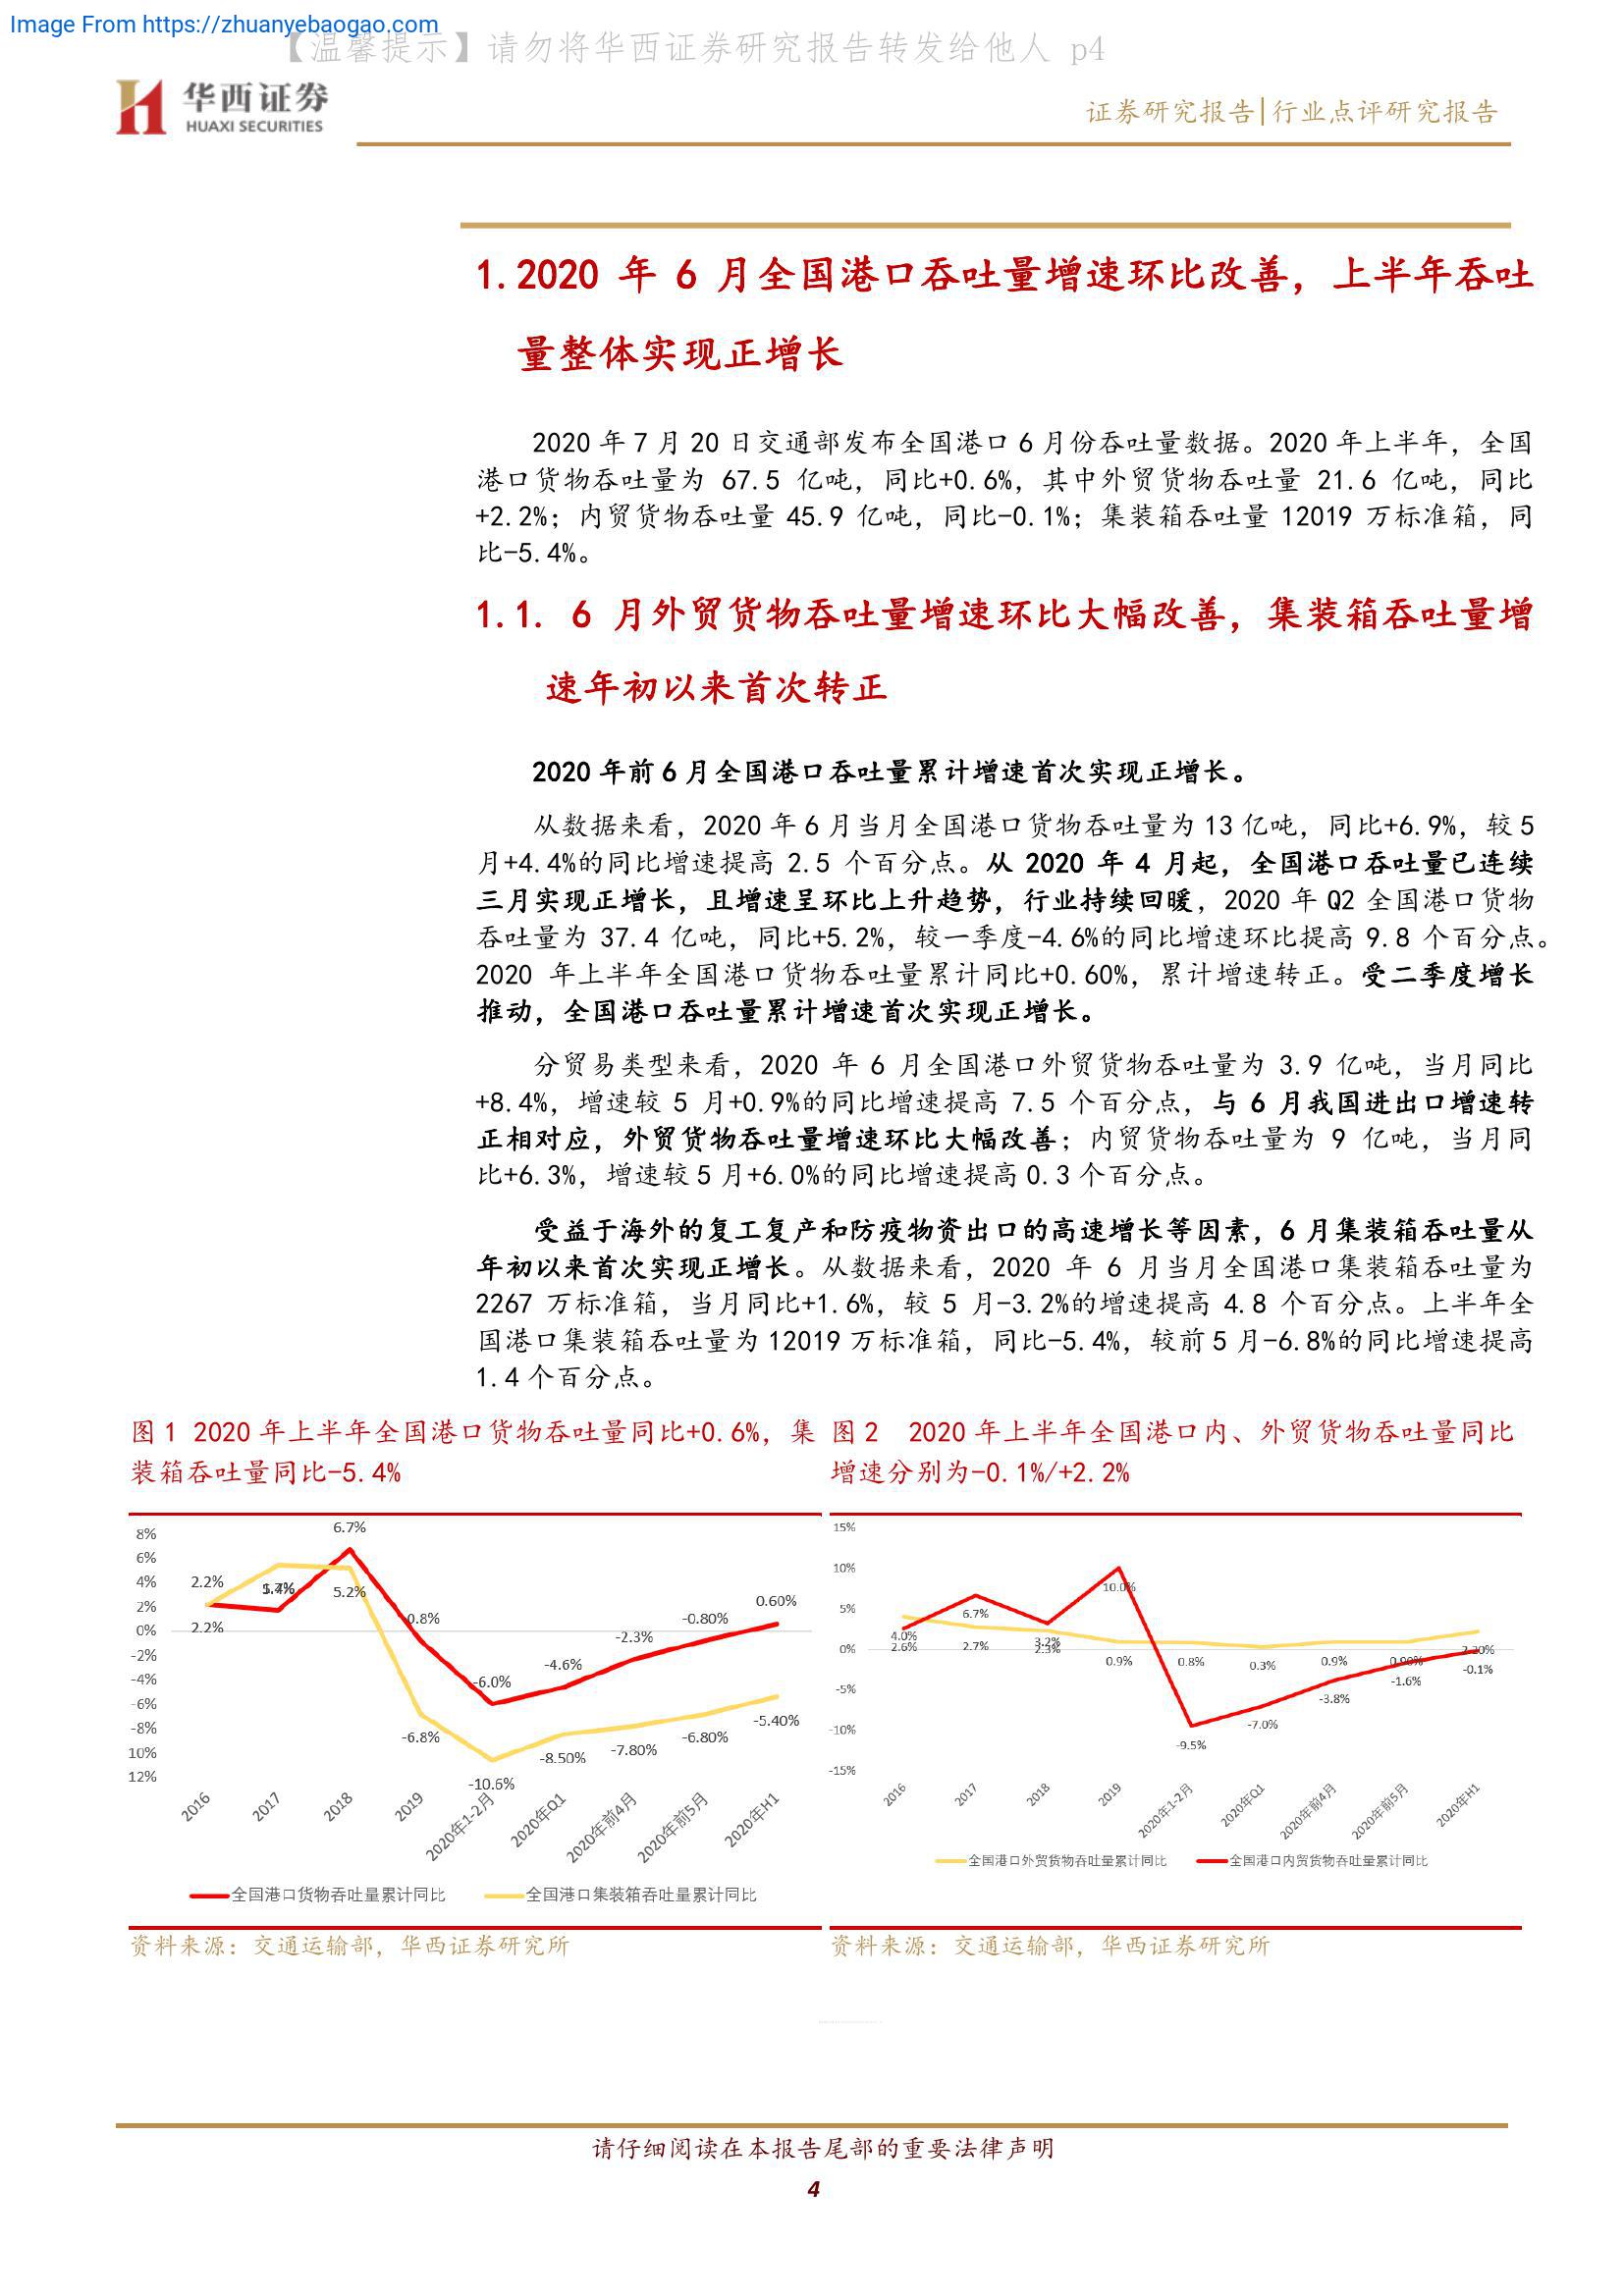 Image From https://zhuanyebaogao.com
【温馨提示】请勿将华西证券研究报告转发给他人 p4
华西证券
HUAXI SECURITIES
证券研究报告|行业点评研究报告
1.2020 年 6 月全国港口吞吐量增速环比改善，上半年吞吐
量整体实现正增长
2020 年 7 月 20 日交通部发布全国港口 6 月份吞吐量数据。2020 年上半年，全国
港口货物吞吐量为 67.5 亿吨，同比+0.6%，其中外贸货物吞吐量 21.6 亿吨，同比
+2.2%；内贸货物吞吐量 45.9 亿吨，同比-0.1%；集装箱吞吐量 12019 万标准箱，同
比-5.4%。
1.1. 6 月外贸货物吞吐量增速环比大幅改善，集装箱吞吐量增
速年初以来首次转正
2020 年前 6 月全国港口吞吐量累计增速首次实现正增长。
从数据来看，2020 年 6 月当月全国港口货物吞吐量为 13 亿吨，同比+6.9%，较 5
月+4.4%的同比增速提高 2.5 个百分点。从 2020 年 4 月起，全国港口吞吐量已连续
三月实现正增长，且增速呈环比上升趋势，行业持续回暖，2020 年 Q2 全国港口货物
吞吐量为 37.4 亿吨，同比+5.2%，较一季度-4.6%的同比增速环比提高 9.8 个百分点。
2020 年上半年全国港口货物吞吐量累计同比+0.60%，累计增速转正。受二季度增长
推动，全国港口吞吐量累计增速首次实现正增长。
分贸易类型来看，2020 年 6 月全国港口外贸货物吞吐量为 3.9 亿吨，当月同比
+8.4%，增速较 5 月+0.9%的同比增速提高 7.5 个百分点，与 6 月我国进出口增速转
正相对应，外贸货物吞吐量增速环比大幅改善；内贸货物吞吐量为 9 亿吨，当月同
比+6.3%，增速较 5 月+6.0%的同比增速提高 0.3 个百分点。
受益于海外的复工复产和防疫物资出口的高速增长等因素，6 月集装箱吞吐量从
年初以来首次实现正增长。从数据来看，2020 年 6 月当月全国港口集装箱吞吐量为
2267 万标准箱，当月同比+1.6%，较 5 月-3.2%的增速提高 4.8 个百分点。上半年全
国港口集装箱吞吐量为 12019 万标准箱，同比-5.4%，较前 5 月-6.8%的同比增速提高
1.4 个百分点。
图 1 2020 年上半年全国港口货物吞吐量同比+0.6%，集
装箱吞吐量同比-5.4%
8%
6%
4%
2%
0%
-2%
-4%
-6%
-8%
10%
12%
2.2%
2.2%
6.7%
5.2%
-0.8%
-6.8%
-6.0%
-10.6%
-4.6%
-8.50%
-2.3%
-7.80%
-0.80%
-6.80%
0.60%
-5.40%
2016
2017
2018
2019
2020年1-2月
2020年Q1
2020年前4月
2020年前5月
2020年H1
全国港口货物吞吐量累计同比
全国港口集装箱吞吐量累计同比
资料来源：交通运输部，华西证券研究所
图 2 2020 年上半年全国港口内、外贸货物吞吐量同比
增速分别为-0.1%/+2.2%
15%
10%
5%
0%
-5%
-10%
-15%
4.0%
2.6%
6.7%
2.7%
3.2%
2.3%
10.0%
0.9%
0.8%
-9.5%
0.3%
-7.0%
0.9%
-3.8%
0.90%
-1.6%
2.20%
-0.1%
2016
2017
2018
2019
2020年1-2月
2020年Q1
2020年前4月
2020年前5月
2020年H1
全国港口外贸货物吞吐量累计同比
全国港口内贸货物吞吐量累计同比
资料来源：交通运输部，华西证券研究所
请仔细阅读在本报告尾部的重要法律声明
4